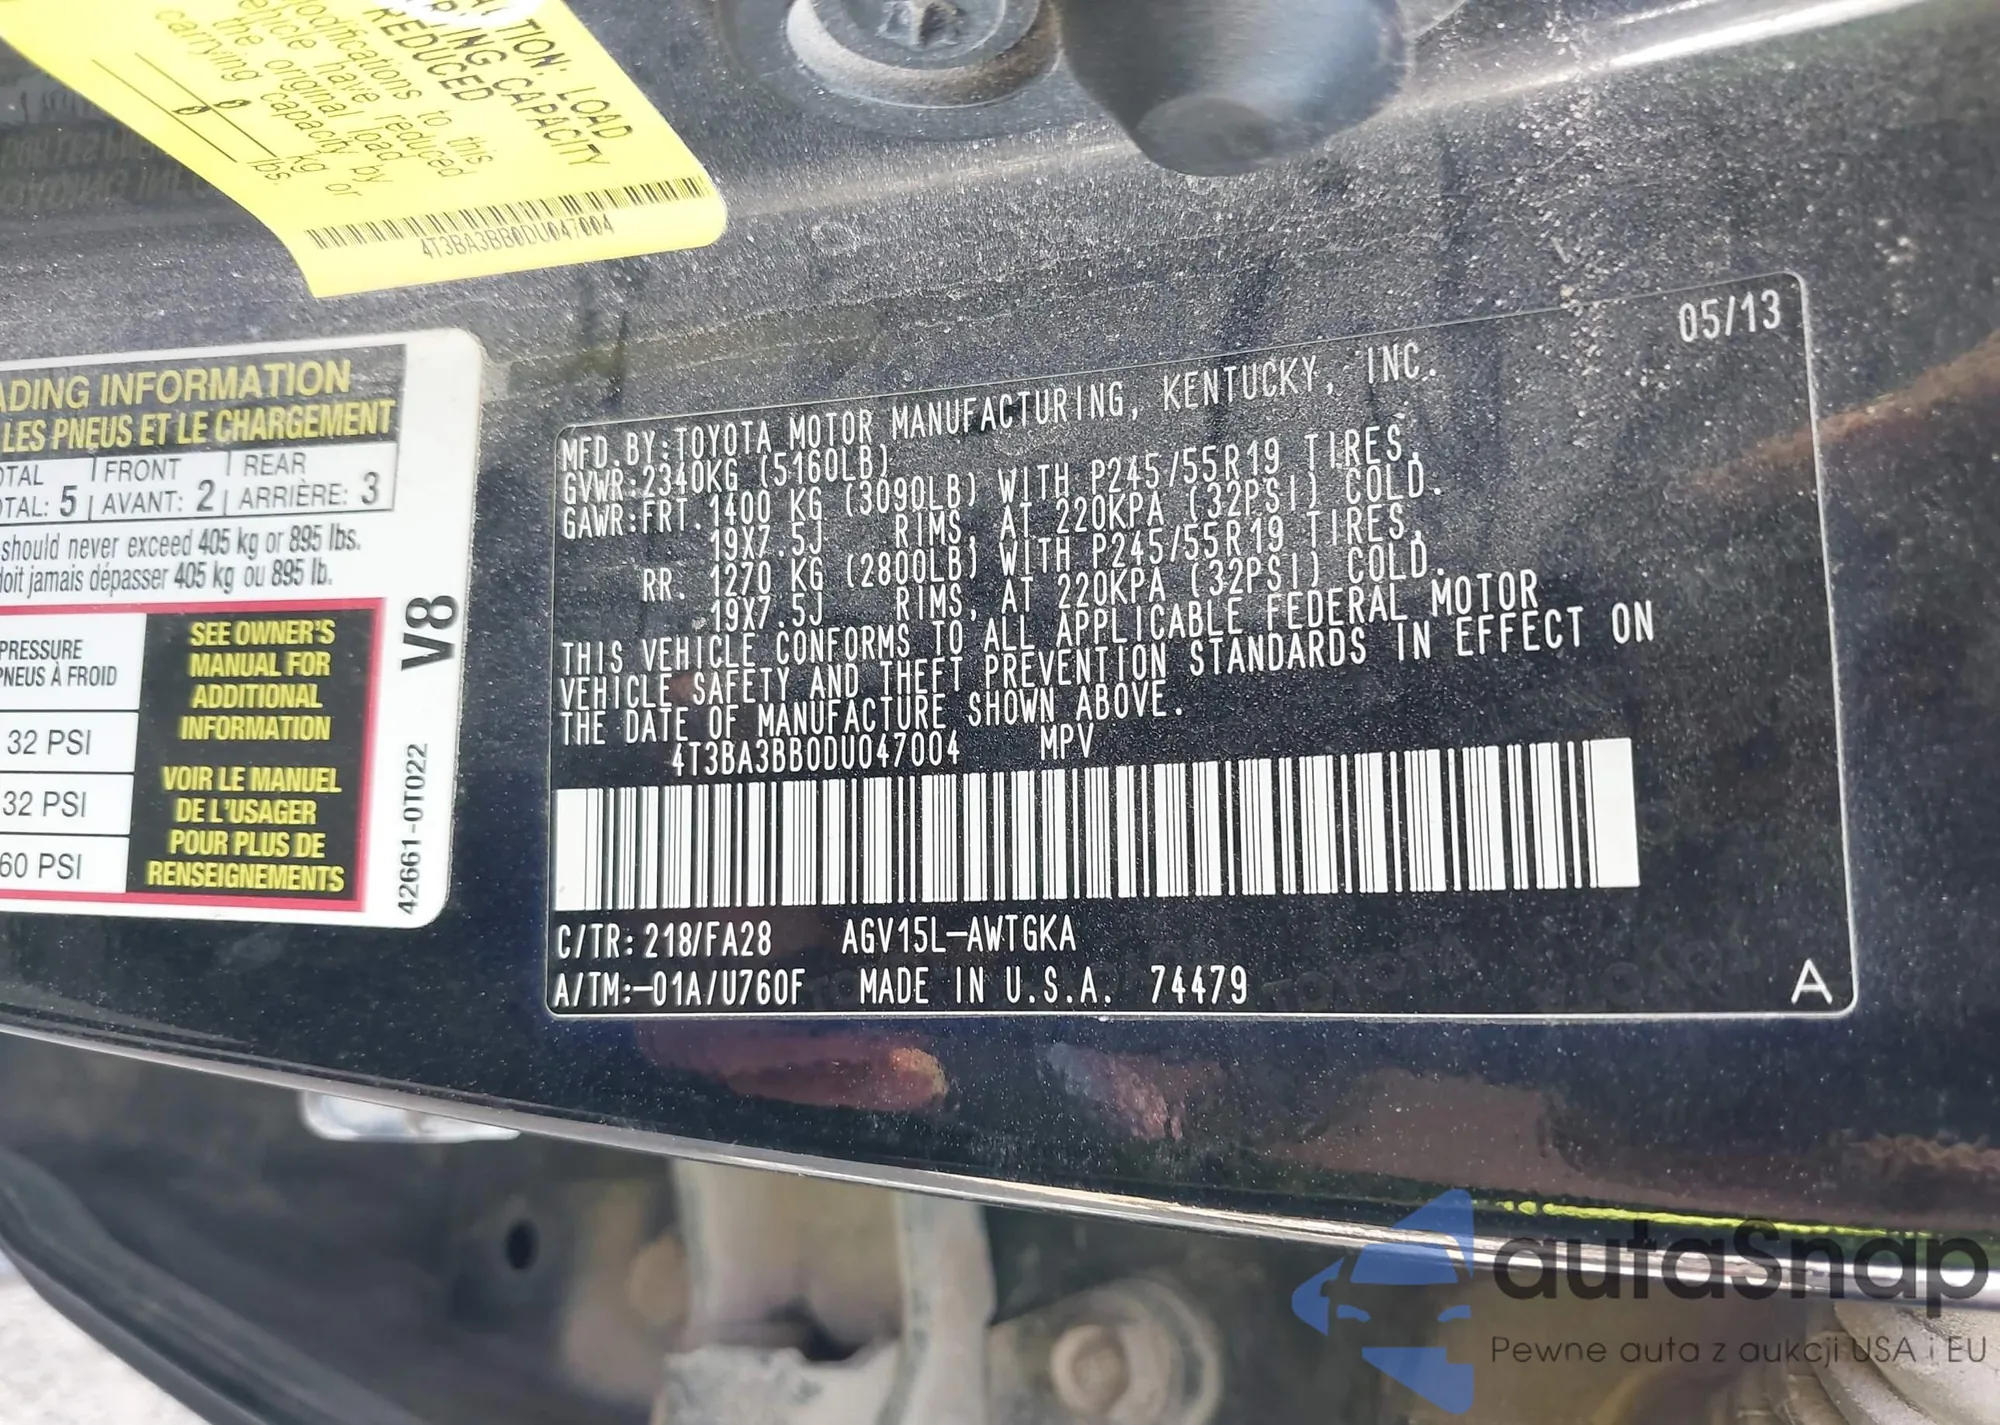 TION: LOAD
CAPACITY
REDUCED
modifications to this
vehicle have reduced
the original load
carrying capacity by
0 kg or
0 lbs.
4T3BA3BB0DU047004
ADING INFORMATION
LES PNEUS ET LE CHARGEMENT
OTAL FRONT REAR
OTAL: 5 AVANT: 2 ARRIÈRE: 3
should never exceed 405 kg or 895 lbs.
doit jamais dépasser 405 kg ou 895 lb.
PRESSURE
PNEUS À FROID
32 PSI
32 PSI
60 PSI
SEE OWNER'S
MANUAL FOR
ADDITIONAL
INFORMATION
VOIR LE MANUEL
DE L'USAGER
POUR PLUS DE
RENSEIGNEMENTS
V8
42661-0T022
05/13
MFD. BY: TOYOTA MOTOR MANUFACTURING, KENTUCKY, INC.
GVWR: 2340KG (5160LB)
GAWR: FRT. 1400 KG (3090LB) WITH P245/55R19 TIRES,
19X7.5J RIMS, AT 220KPA (32PSI) COLD.
RR. 1270 KG (2800LB) WITH P245/55R19 TIRES,
19X7.5J RIMS, AT 220KPA (32PSI) COLD.
THIS VEHICLE CONFORMS TO ALL APPLICABLE FEDERAL MOTOR
VEHICLE SAFETY AND THEFT PREVENTION STANDARDS IN EFFECT ON
THE DATE OF MANUFACTURE SHOWN ABOVE.
4T3BA3BB0DU047004 MPV
C/TR: 218/FA28 AGV15L-AWTGKA
A/TM:-01A/U760F MADE IN U.S.A. 74479
A
autaSnap
Pewne auta z aukcji USA i EU